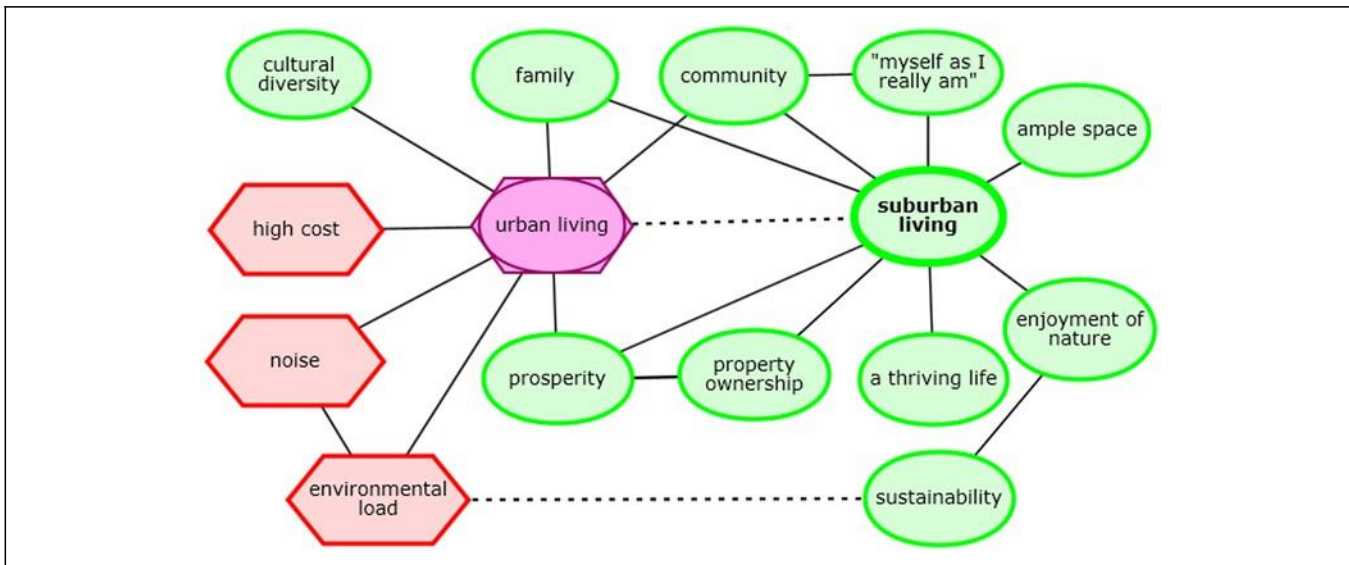 cultural
diversity
family
community
"myself as I
really am"
ample space
high cost
urban living
suburban
living
noise
prosperity
property
ownership
a thriving life
enjoyment of
nature
environmental
load
sustainability